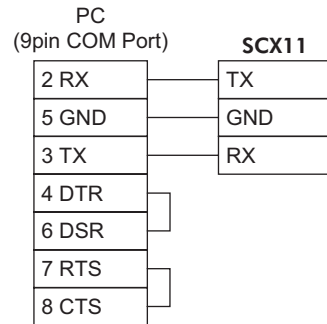 PC
(9pin COM Port)
SCX11
2 RX
TX
5 GND
GND
3 TX
RX
4 DTR
6 DSR
7 RTS
8 CTS